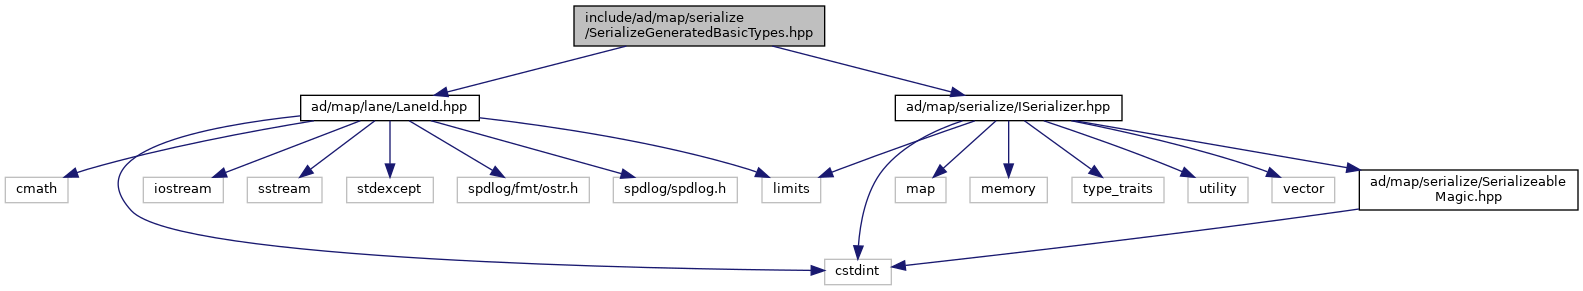 include/ad/map/serialize
/SerializeGeneratedBasicTypes.hpp
ad/map/lane/LaneId.hpp
ad/map/serialize/ISerializer.hpp
cmath
iostream
sstream
stdexcept
spdlog/fmt/ostr.h
spdlog/spdlog.h
limits
map
memory
type_traits
utility
vector
ad/map/serialize/Serializeable
Magic.hpp
cstdint